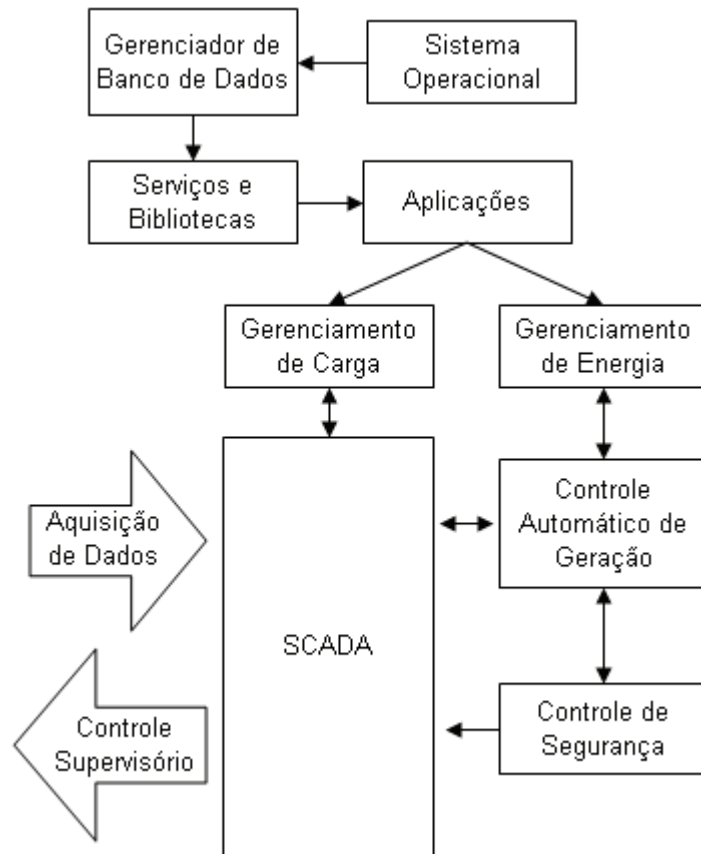 Gerenciador de
Banco de Dados
Sistema
Operacional
Serviços e
Bibliotecas
Aplicações
Gerenciamento
de Carga
Gerenciamento
de Energia
Aquisição
de Dados
Controle
Automático de
Geração
SCADA
Controle
Supervisório
Controle de
Segurança